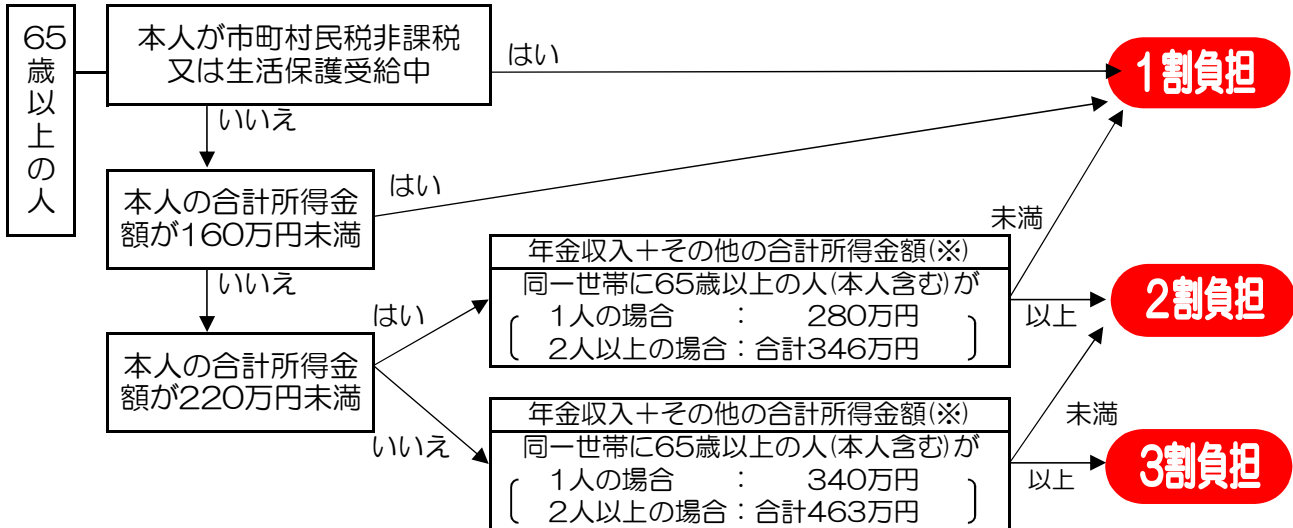 65歳以上の人
本人が市町村民税非課税
又は生活保護受給中
はい
1割負担
いいえ
本人の合計所得金
額が160万円未満
はい
いいえ
本人の合計所得金
額が220万円未満
はい
いいえ
年金収入＋その他の合計所得金額(※)
同一世帯に65歳以上の人(本人含む)が
1人の場合　　：　　280万円
2人以上の場合：合計346万円
未満
以上
2割負担
年金収入＋その他の合計所得金額(※)
同一世帯に65歳以上の人(本人含む)が
1人の場合　　：　　340万円
2人以上の場合：合計463万円
未満
以上
3割負担